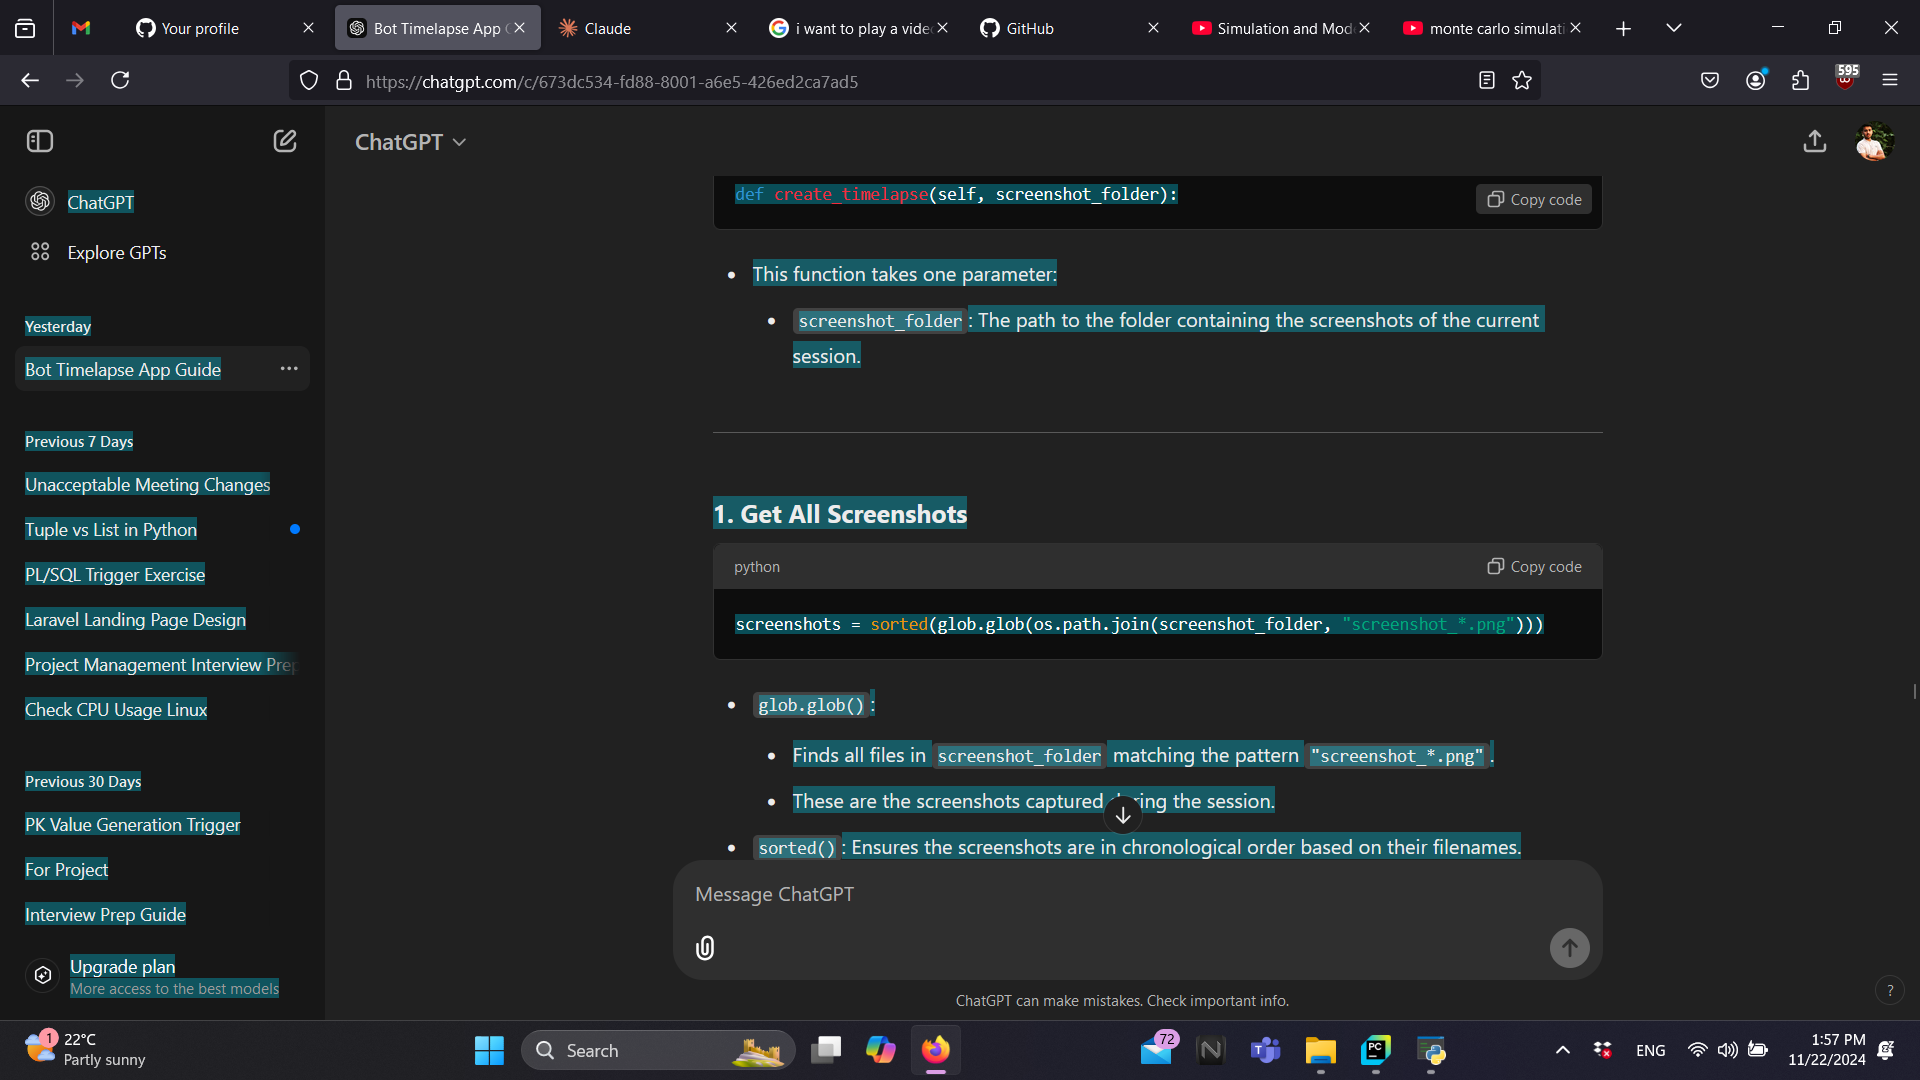 Your profile
Bot Timelapse App
Claude
i want to play a vide
GitHub
Simulation and Mod
monte carlo simulati
https://chatgpt.com/c/673dc534-fd88-8001-a6e5-426ed2ca7ad5
595
ChatGPT
ChatGPT
Explore GPTs
Yesterday
Bot Timelapse App Guide
Previous 7 Days
Unacceptable Meeting Changes
Tuple vs List in Python
PL/SQL Trigger Exercise
Laravel Landing Page Design
Project Management Interview Prep
Check CPU Usage Linux
Previous 30 Days
PK Value Generation Trigger
For Project
Interview Prep Guide
Upgrade plan
More access to the best models
def create_timelapse(self, screenshot_folder):
Copy code
This function takes one parameter:
screenshot_folder: The path to the folder containing the screenshots of the current
session.
1. Get All Screenshots
python
Copy code
screenshots = sorted(glob.glob(os.path.join(screenshot_folder, "screenshot_*.png")))
glob.glob():
Finds all files in screenshot_folder matching the pattern "screenshot_*.png".
These are the screenshots captured during the session.
sorted(): Ensures the screenshots are in chronological order based on their filenames.
Message ChatGPT
ChatGPT can make mistakes. Check important info.
?
1
22°C
Partly sunny
Search
72
PC
ENG
1:57 PM
11/22/2024